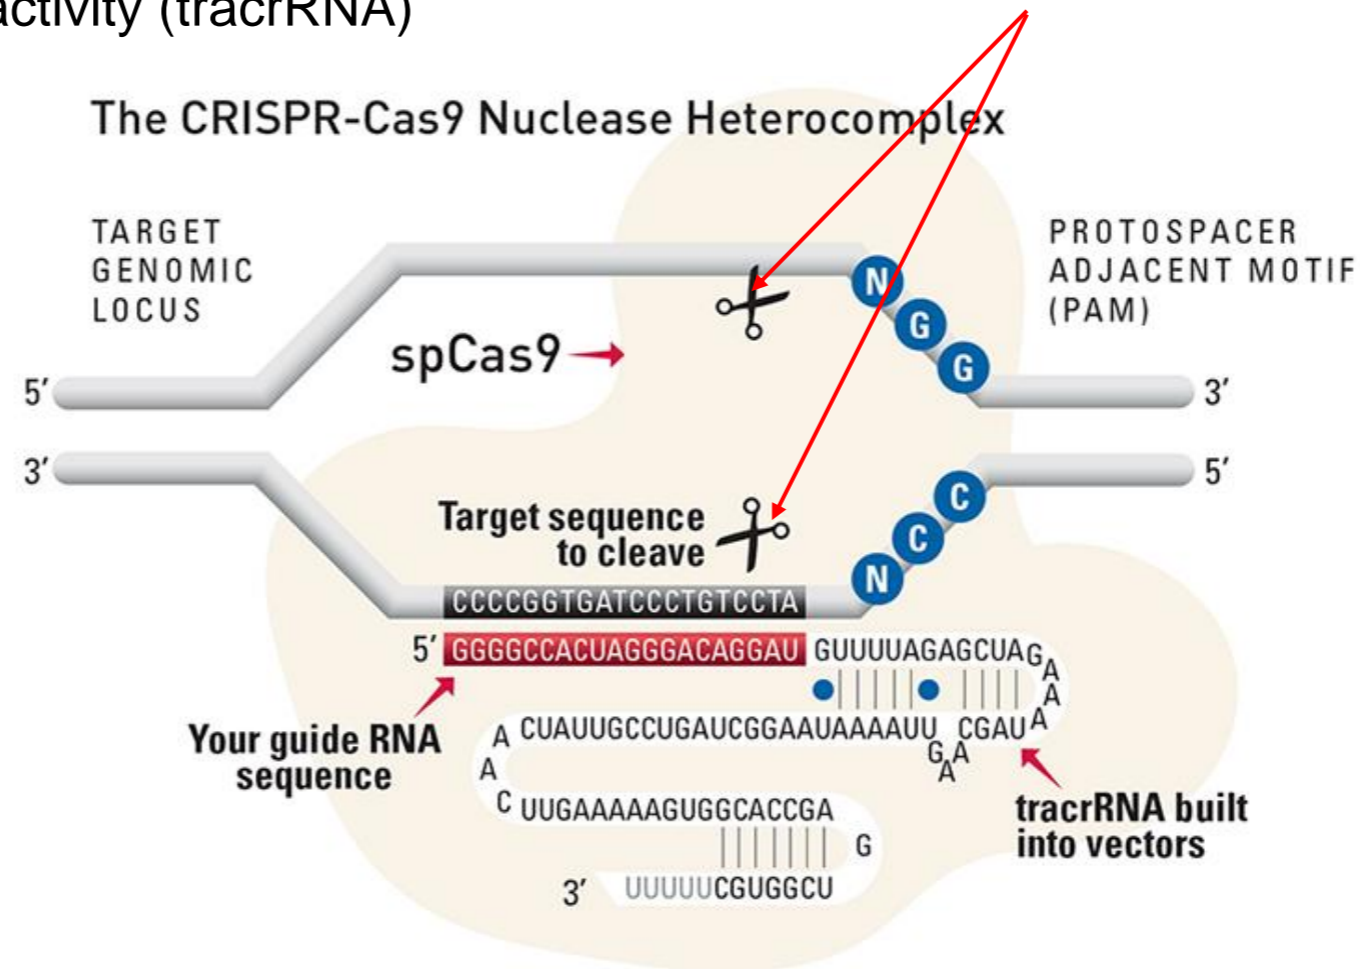 activity (tracrRNA)
The CRISPR-Cas9 Nuclease Heterocomplex
TARGET
GENOMIC
LOCUS
PROTOSPACER
ADJACENT MOTIF
(PAM)
N
G
G
spCas9
5′
3′
3′
5′
C
C
N
Target sequence
to cleave
CCCCGGTGATCCCTGTCCTA
5′ GGGGCCACUAGGGACAGGAU GUUUUAGAGCUAG
A
A
A
Your guide RNA
sequence
A CUAUUGCCUGAUCGGAAUAAAAUU CGAU
GAA
A
C UUGAAAAAGUGGCACCGA
G
3′ UUUUUCGUGGCU
tracrRNA built
into vectors